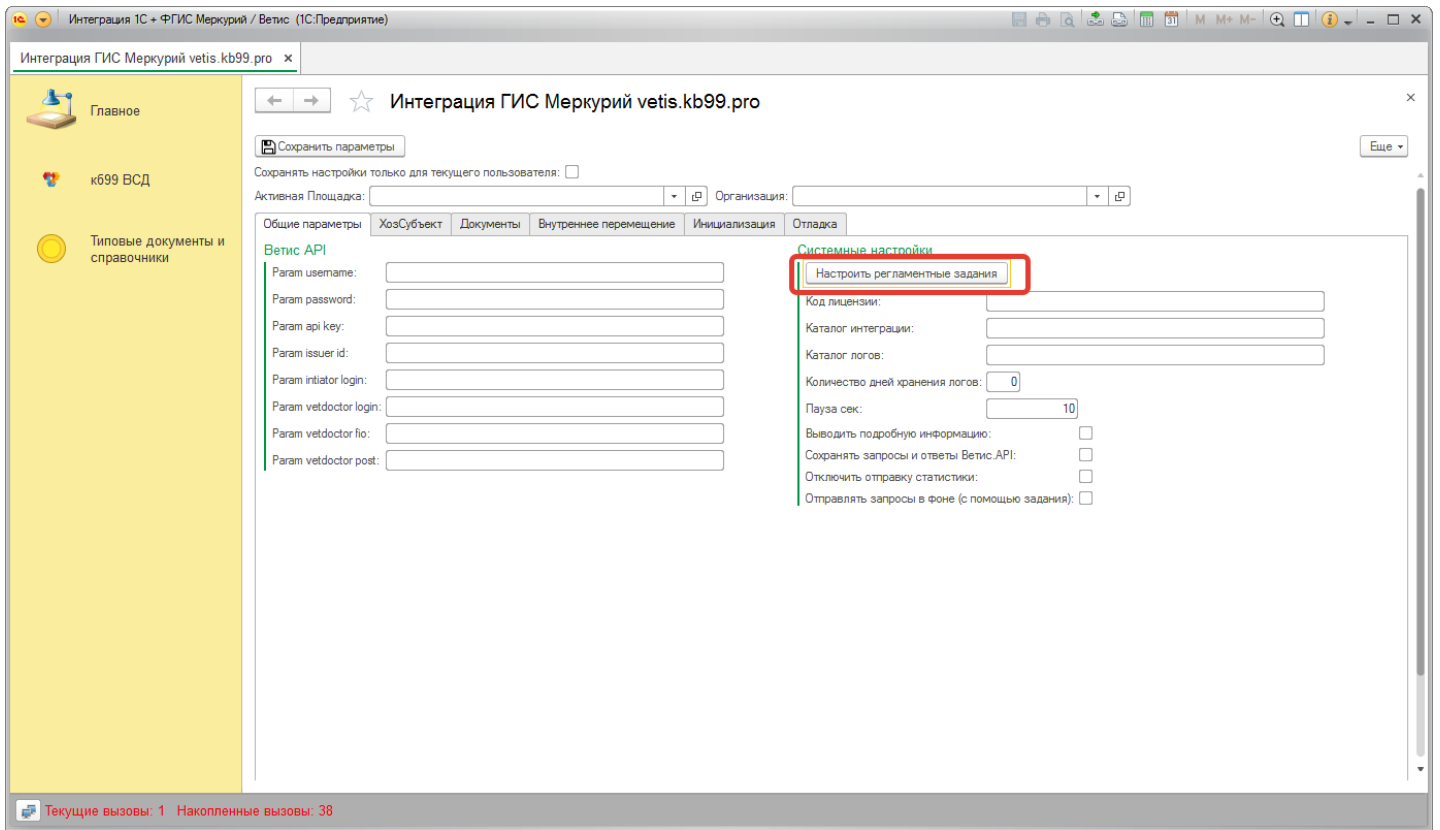 Интеграция 1С + ФГИС Меркурий / Ветис (1С:Предприятие)
M M+ M-
Интеграция ГИС Меркурий vetis.kb99.pro
Главное
кб99 ВСД
Типовые документы и
справочники
Интеграция ГИС Меркурий vetis.kb99.pro
Сохранить параметры
Еще
Сохранять настройки только для текущего пользователя:
Активная Площадка: Организация:
Общие параметры ХозСубъект Документы Внутреннее перемещение Инициализация Отладка
Ветис API
Param username:
Param password:
Param api key:
Param issuer id:
Param intiator login:
Param vetdoctor login:
Param vetdoctor fio:
Param vetdoctor post:
Системные настройки
Настроить регламентные задания
Код лицензии:
Каталог интеграции:
Каталог логов:
Количество дней хранения логов: 0
Пауза сек: 10
Выводить подробную информацию:
Сохранять запросы и ответы Ветис.API:
Отключить отправку статистики:
Отправлять запросы в фоне (с помощью задания):
Текущие вызовы: 1 Накопленные вызовы: 38